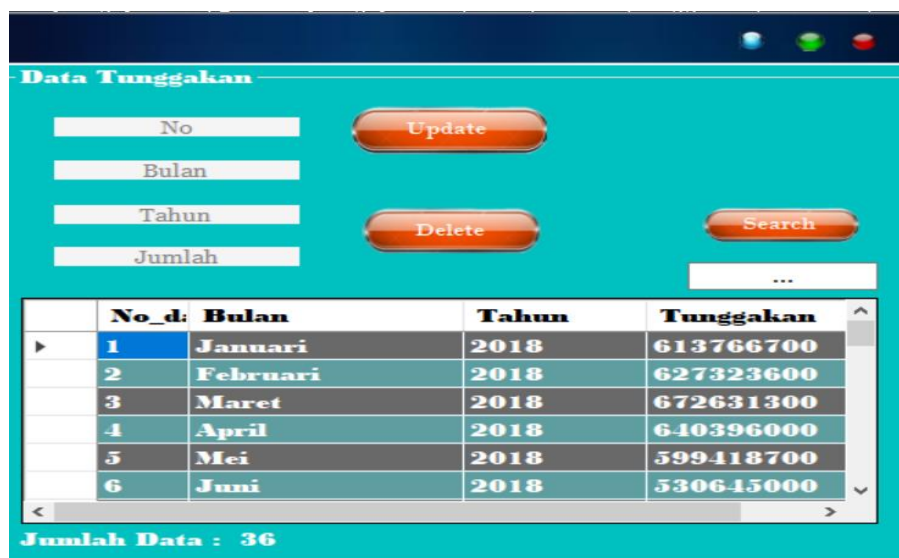 Data Tunggakan
No
Update
Bulan
Tahun
Delete
Search
Jumlah
...
No_da Bulan Tahun Tunggakan
1 Januari 2018 613766700
2 Februari 2018 627323600
3 Maret 2018 672631300
4 April 2018 640396000
5 Mei 2018 599418700
6 Juni 2018 530645000
Jumlah Data : 36